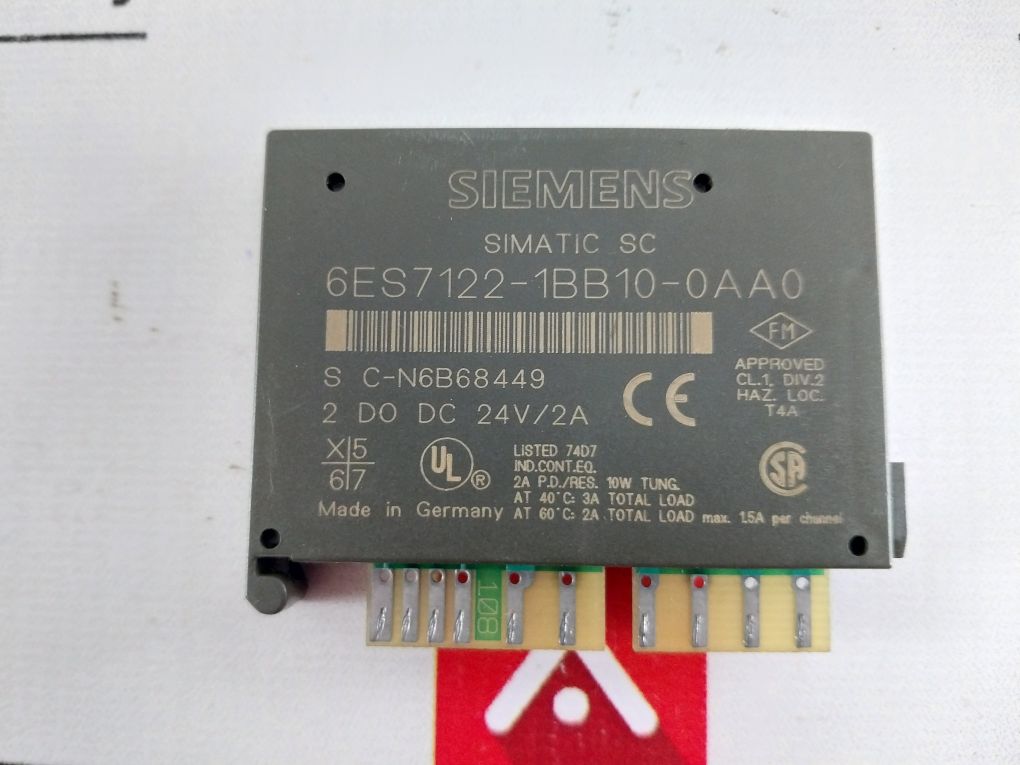 SIEMENS
SIMATIC SC
6ES7122-1BB10-0AA0
FM
APPROVED
CL.1, DIV.2
HAZ. LOC.
T4A
S C-N6B68449
CE
2 DO DC 24V/2A
X 5
6 7
UL ®
LISTED 74D7
IND.CONT.EQ.
2A P.D./RES. 10W TUNG.
AT 40°C: 3A TOTAL LOAD
AT 60°C: 2A TOTAL LOAD max. 1.5A per channel
SA
Made in Germany
108